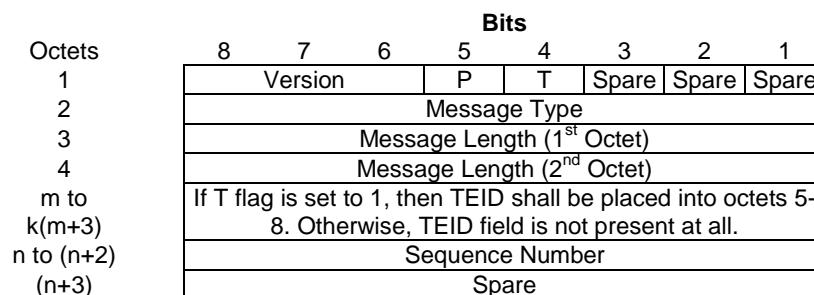 Bits
Octets 8 7 6 5 4 3 2 1
1 Version P T Spare Spare Spare
2 Message Type
3 Message Length (1st Octet)
4 Message Length (2nd Octet)
m to If T flag is set to 1, then TEID shall be placed into octets 5-
k(m+3) 8. Otherwise, TEID field is not present at all.
n to (n+2) Sequence Number
(n+3) Spare